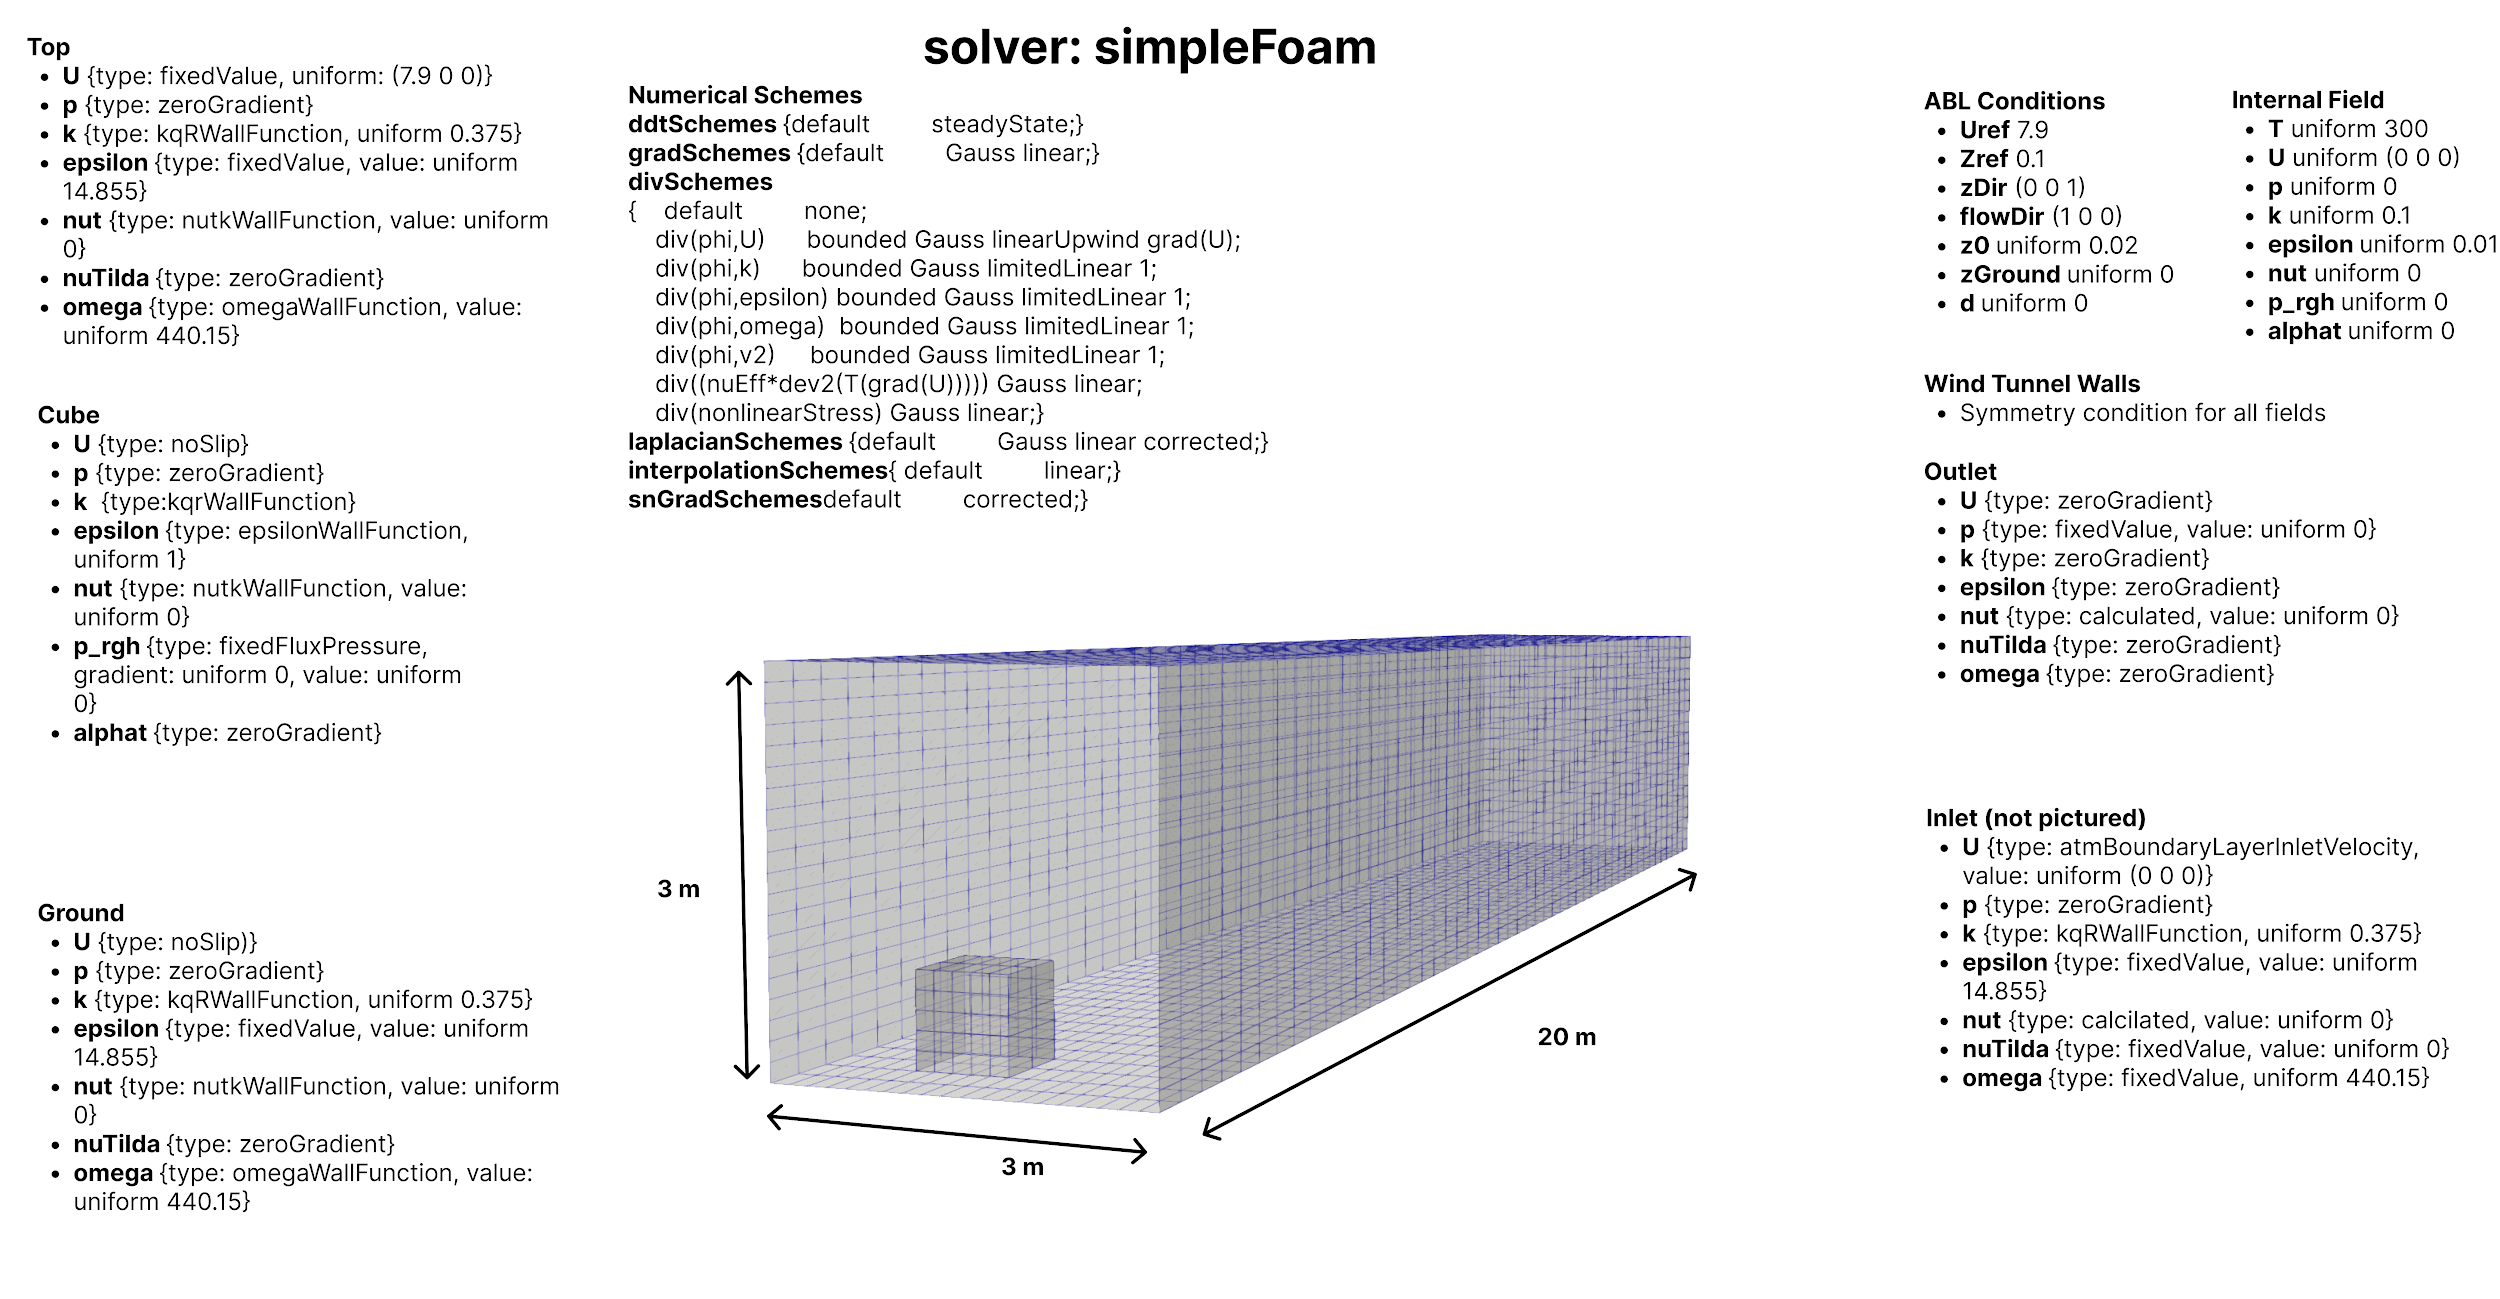 solver: simpleFoam
Top
• U {type: fixedValue, uniform: (7.9 0 0)}
• p {type: zeroGradient}
• k {type: kqRWallFunction, uniform 0.375}
• epsilon {type: fixedValue, value: uniform
14.855}
• nut {type: nutkWallFunction, value: uniform
0}
• nuTilda {type: zeroGradient}
• omega {type: omegaWallFunction, value:
uniform 440.15}
Cube
• U {type: noSlip}
• p {type: zeroGradient}
• k {type:kqrWallFunction}
• epsilon {type: epsilonWallFunction,
uniform 1}
• nut {type: nutkWallFunction, value:
uniform 0}
• p_rgh {type: fixedFluxPressure,
gradient: uniform 0, value: uniform
0}
• alphat {type: zeroGradient}
Ground
• U {type: noSlip)}
• p {type: zeroGradient}
• k {type: kqRWallFunction, uniform 0.375}
• epsilon {type: fixedValue, value: uniform
14.855}
• nut {type: nutkWallFunction, value: uniform
0}
• nuTilda {type: zeroGradient}
• omega {type: omegaWallFunction, value:
uniform 440.15}
Numerical Schemes
ddtSchemes {default steadyState;}
gradSchemes {default Gauss linear;}
divSchemes
{ default none;
div(phi,U) bounded Gauss linearUpwind grad(U);
div(phi,k) bounded Gauss limitedLinear 1;
div(phi,epsilon) bounded Gauss limitedLinear 1;
div(phi,omega) bounded Gauss limitedLinear 1;
div(phi,v2) bounded Gauss limitedLinear 1;
div((nuEff*dev2(T(grad(U))))) Gauss linear;
div(nonlinearStress) Gauss linear;}
laplacianSchemes {default Gauss linear corrected;}
interpolationSchemes{ default linear;}
snGradSchemesdefault corrected;}
3 m
3 m
20 m
ABL Conditions
• Uref 7.9
• Zref 0.1
• zDir (0 0 1)
• flowDir (1 0 0)
• z0 uniform 0.02
• zGround uniform 0
• d uniform 0
Internal Field
• T uniform 300
• U uniform (0 0 0)
• p uniform 0
• k uniform 0.1
• epsilon uniform 0.01
• nut uniform 0
• p_rgh uniform 0
• alphat uniform 0
Wind Tunnel Walls
• Symmetry condition for all fields
Outlet
• U {type: zeroGradient}
• p {type: fixedValue, value: uniform 0}
• k {type: zeroGradient}
• epsilon {type: zeroGradient}
• nut {type: calculated, value: uniform 0}
• nuTilda {type: zeroGradient}
• omega {type: zeroGradient}
Inlet (not pictured)
• U {type: atmBoundaryLayerInletVelocity,
value: uniform (0 0 0)}
• p {type: zeroGradient}
• k {type: kqRWallFunction, uniform 0.375}
• epsilon {type: fixedValue, value: uniform
14.855}
• nut {type: calcilated, value: uniform 0}
• nuTilda {type: fixedValue, value: uniform 0}
• omega {type: fixedValue, uniform 440.15}